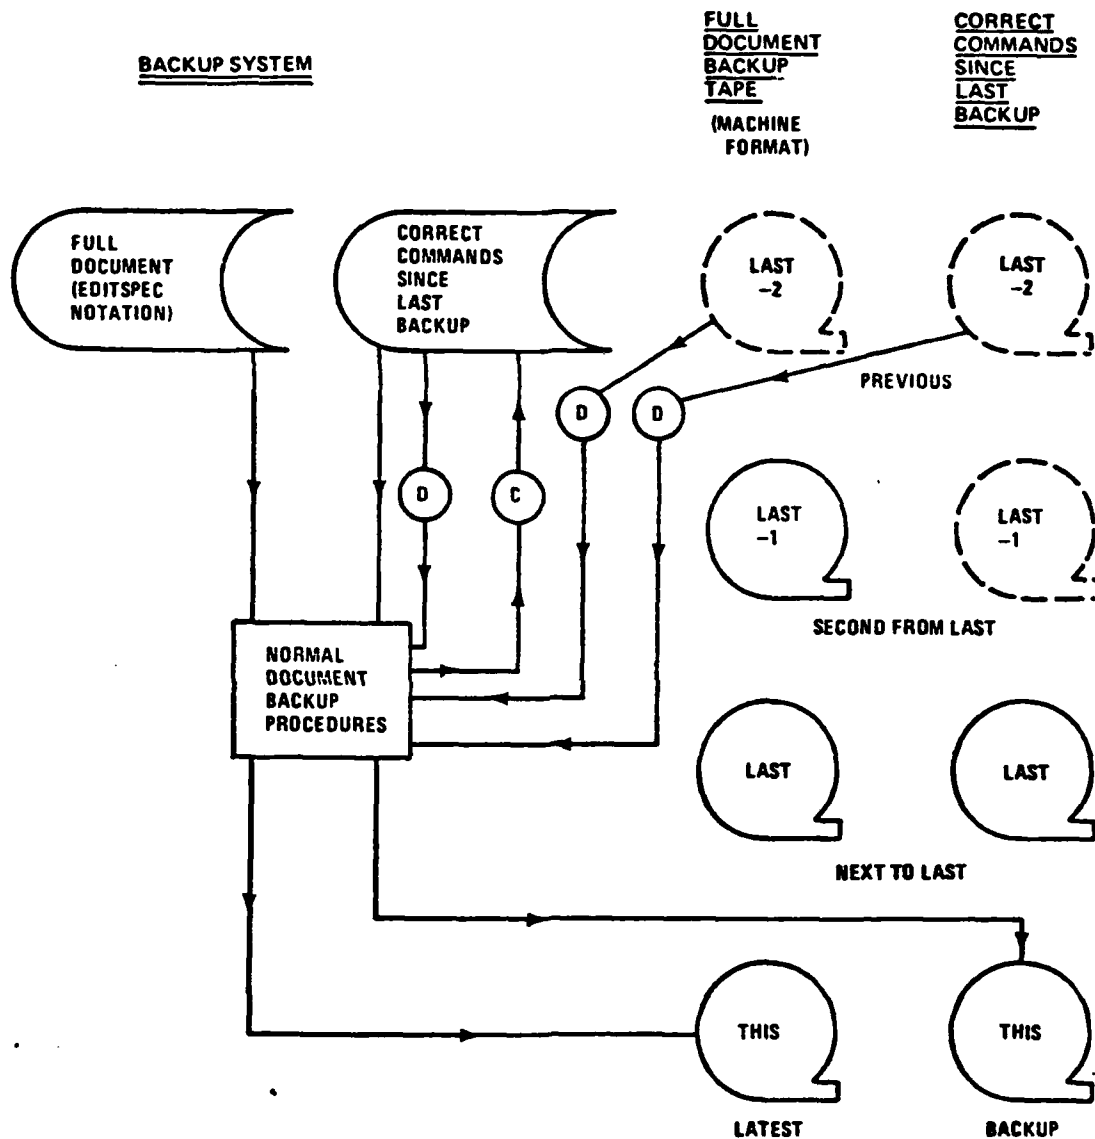 BACKUP SYSTEM
FULL
DOCUMENT
BACKUP
TAPE
(MACHINE
FORMAT)
CORRECT
COMMANDS
SINCE
LAST
BACKUP
FULL
DOCUMENT
(EDITSPEC
NOTATION)
CORRECT
COMMANDS
SINCE
LAST
BACKUP
LAST
-2
LAST
-2
PREVIOUS
D
D
D
C
LAST
-1
LAST
-1
SECOND FROM LAST
NORMAL
DOCUMENT
BACKUP
PROCEDURES
LAST
LAST
NEXT TO LAST
THIS
THIS
LATEST
BACKUP